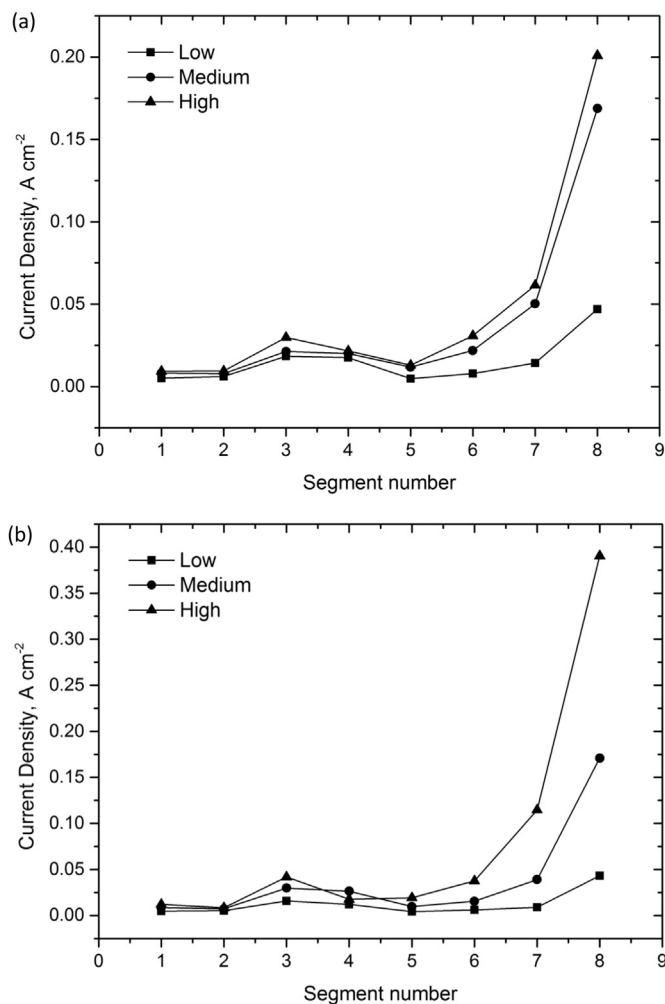 (a)
Low
Medium
High
Current Density, A cm⁻²
0.20
0.15
0.10
0.05
0.00
0 1 2 3 4 5 6 7 8 9
Segment number
(b)
Low
Medium
High
Current Density, A cm⁻²
0.40
0.35
0.30
0.25
0.20
0.15
0.10
0.05
0.00
0 1 2 3 4 5 6 7 8 9
Segment number